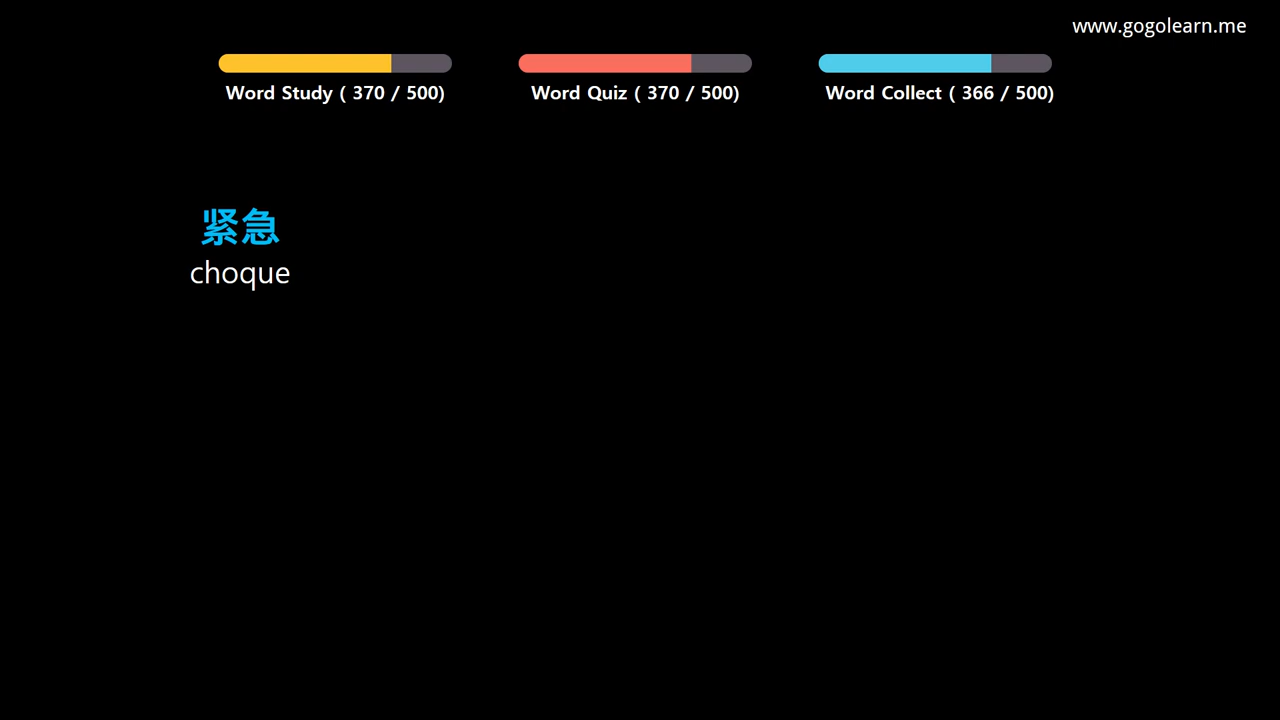 www.gogolearn.me
Word Study ( 370 / 500)
Word Quiz ( 370 / 500)
Word Collect ( 366 / 500)
紧急
choque